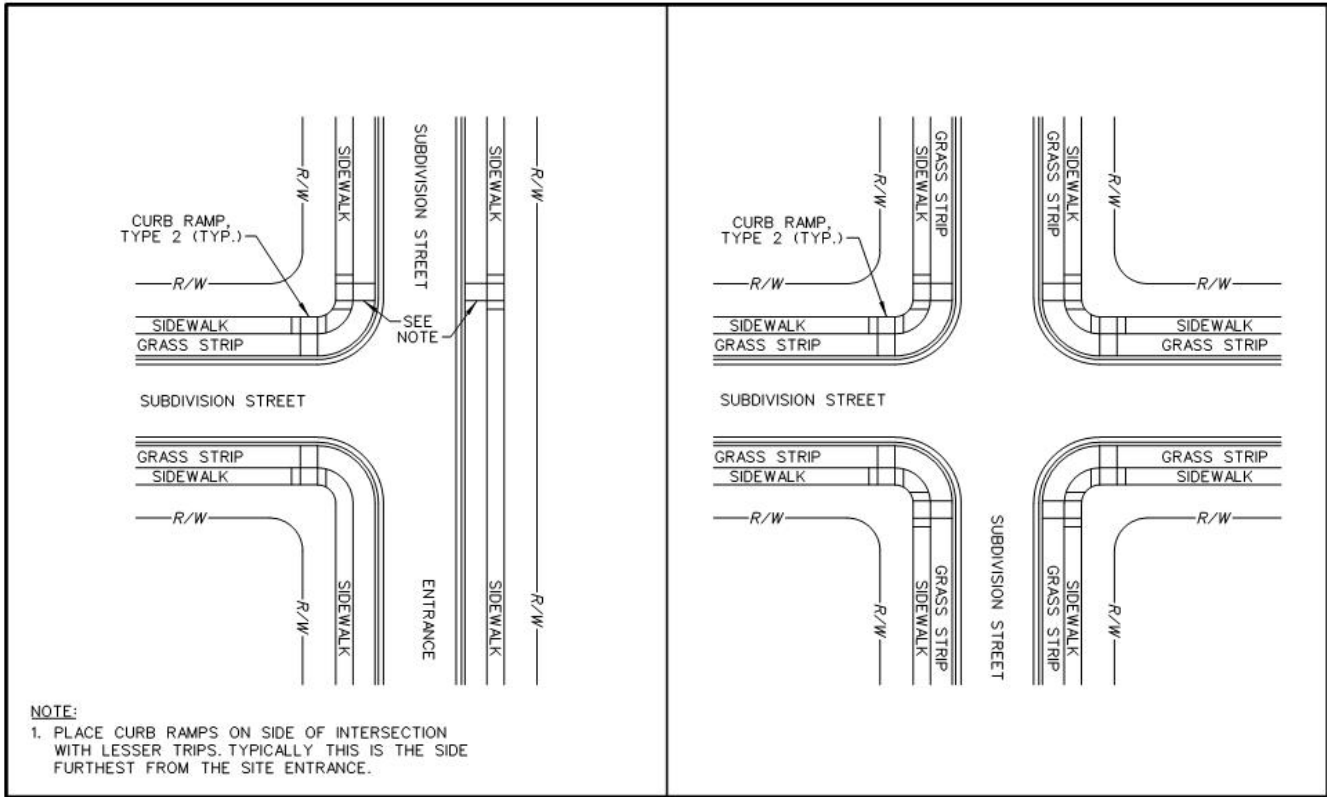 SUBDIVISION STREET
SIDEWALK
SIDEWALK
R/W
R/W
CURB RAMP,
TYPE 2 (TYP.)
R/W
SEE
NOTE
SIDEWALK
GRASS STRIP
SUBDIVISION STREET
GRASS STRIP
SIDEWALK
R/W
R/W
SIDEWALK
ENTRANCE
SIDEWALK
R/W
NOTE:
1. PLACE CURB RAMPS ON SIDE OF INTERSECTION
WITH LESSER TRIPS. TYPICALLY THIS IS THE SIDE
FURTHEST FROM THE SITE ENTRANCE.
R/W
SIDEWALK
GRASS STRIP
GRASS STRIP
SIDEWALK
R/W
CURB RAMP,
TYPE 2 (TYP.)
R/W
R/W
SIDEWALK
GRASS STRIP
SIDEWALK
GRASS STRIP
SUBDIVISION STREET
GRASS STRIP
SIDEWALK
GRASS STRIP
SIDEWALK
R/W
R/W
R/W
SIDEWALK
GRASS STRIP
SUBDIVISION STREET
GRASS STRIP
SIDEWALK
R/W